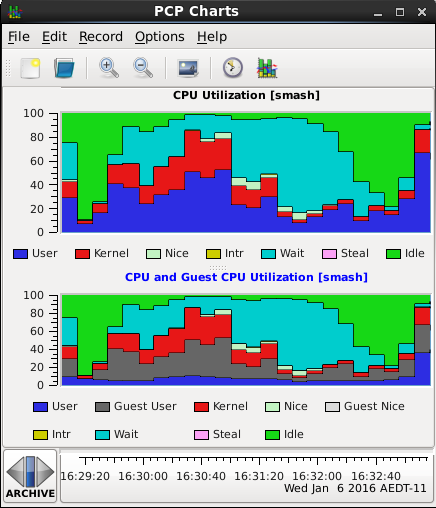 PCP Charts
File Edit Record Options Help
CPU Utilization [smash]
100
80
60
40
20
0
User Kernel Nice Intr Wait Steal Idle
CPU and Guest CPU Utilization [smash]
100
80
60
40
20
0
User Guest User Kernel Nice Guest Nice
Intr Wait Steal Idle
16:29:20 16:30:00 16:30:40 16:31:20 16:32:00 16:32:40
ARCHIVE Wed Jan 6 2016 AEDT-11